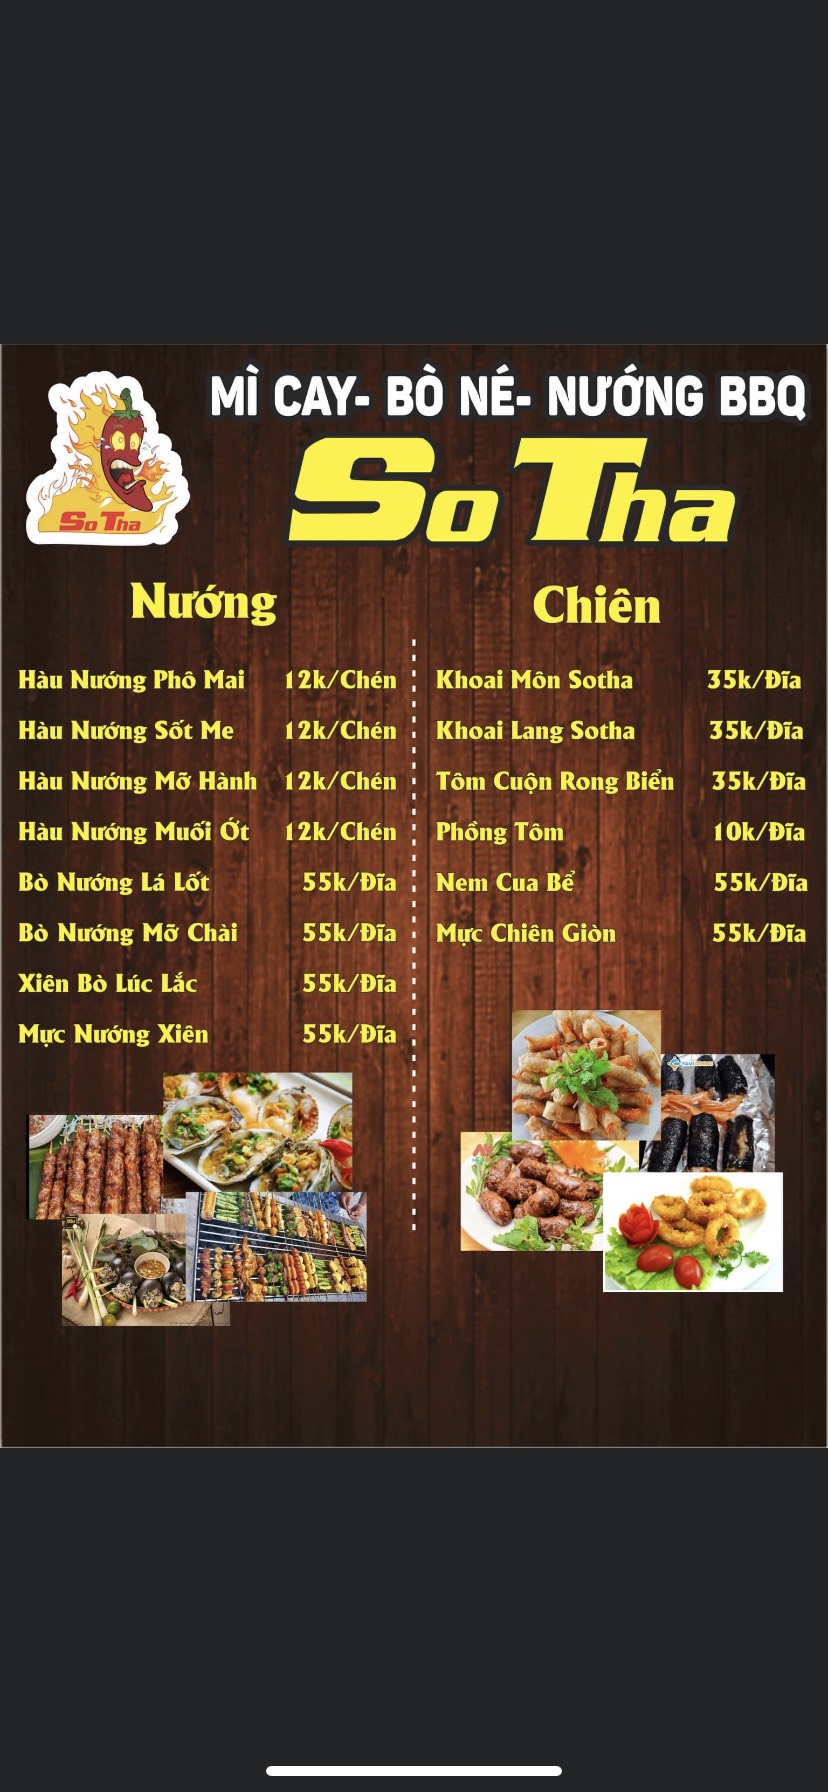 MÌ CAY- BÒ NÉ- NƯỚNG BBQ
So Tha
So Tha
Nướng
Hàu Nướng Phô Mai 12k/Chén
Hàu Nướng Sốt Me 12k/Chén
Hàu Nướng Mỡ Hành 12k/Chén
Hàu Nướng Muối Ớt 12k/Chén
Bò Nướng Lá Lốt 55k/Đĩa
Bò Nướng Mỡ Chài 55k/Đĩa
Xiên Bò Lúc Lắc 55k/Đĩa
Mực Nướng Xiên 55k/Đĩa
Chiên
Khoai Môn Sotha 35k/Đĩa
Khoai Lang Sotha 35k/Đĩa
Tôm Cuộn Rong Biển 35k/Đĩa
Phồng Tôm 10k/Đĩa
Nem Cua Bể 55k/Đĩa
Mực Chiên Giòn 55k/Đĩa